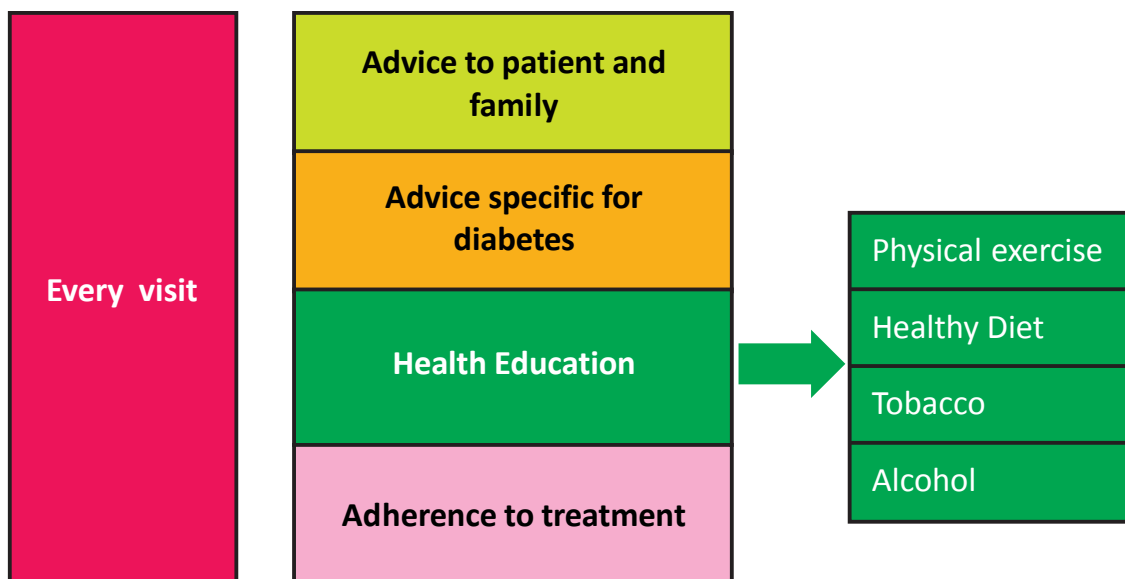 Every visit
Advice to patient and
family
Advice specific for
diabetes
Health Education
Adherence to treatment
Physical exercise
Healthy Diet
Tobacco
Alcohol